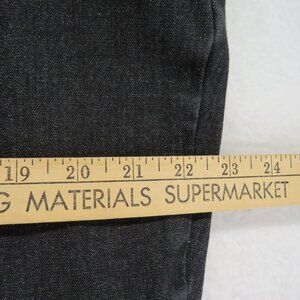 19 20 21 22 23 24
G MATERIALS SUPERMARKET